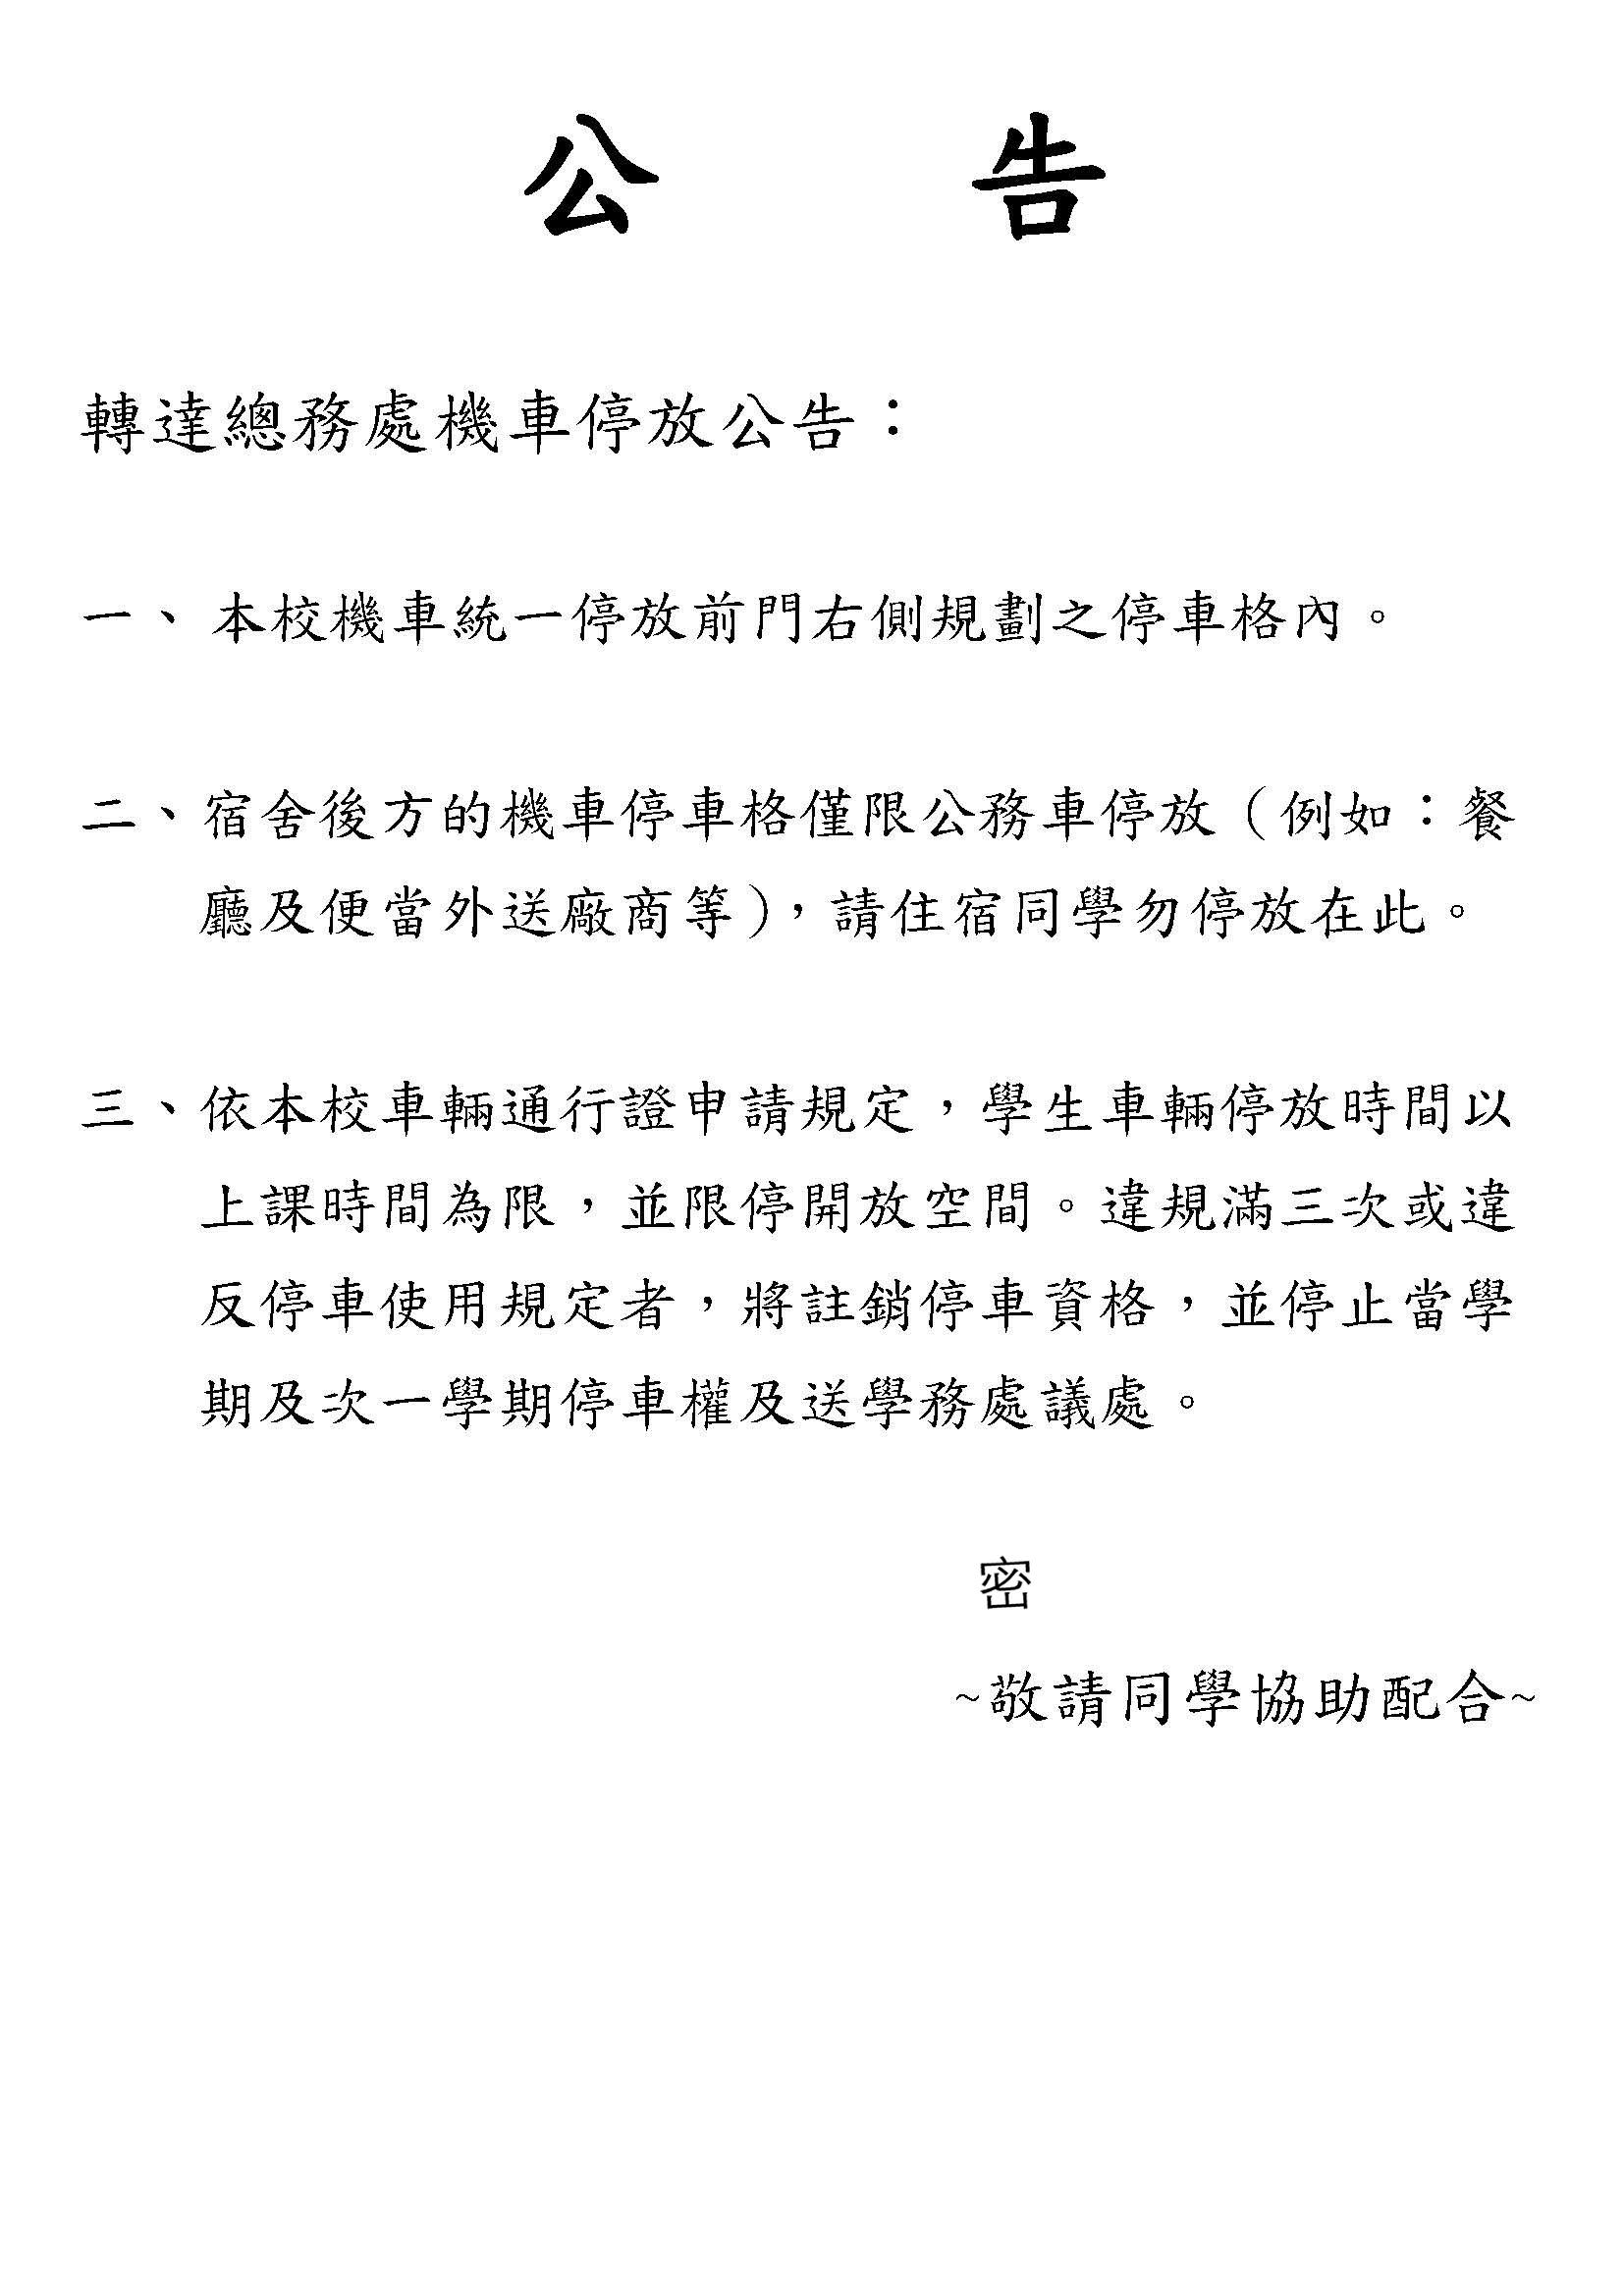 公告
轉達總務處機車停放公告：
一、本校機車統一停放前門右側規劃之停車格內。
二、宿舍後方的機車停車格僅限公務車停放（例如：餐
廳及便當外送廠商等），請住宿同學勿停放在此。
三、依本校車輛通行證申請規定，學生車輛停放時間以
上課時間為限，並限停開放空間。違規滿三次或違
反停車使用規定者，將註銷停車資格，並停止當學
期及次一學期停車權及送學務處議處。
密
~敬請同學協助配合~